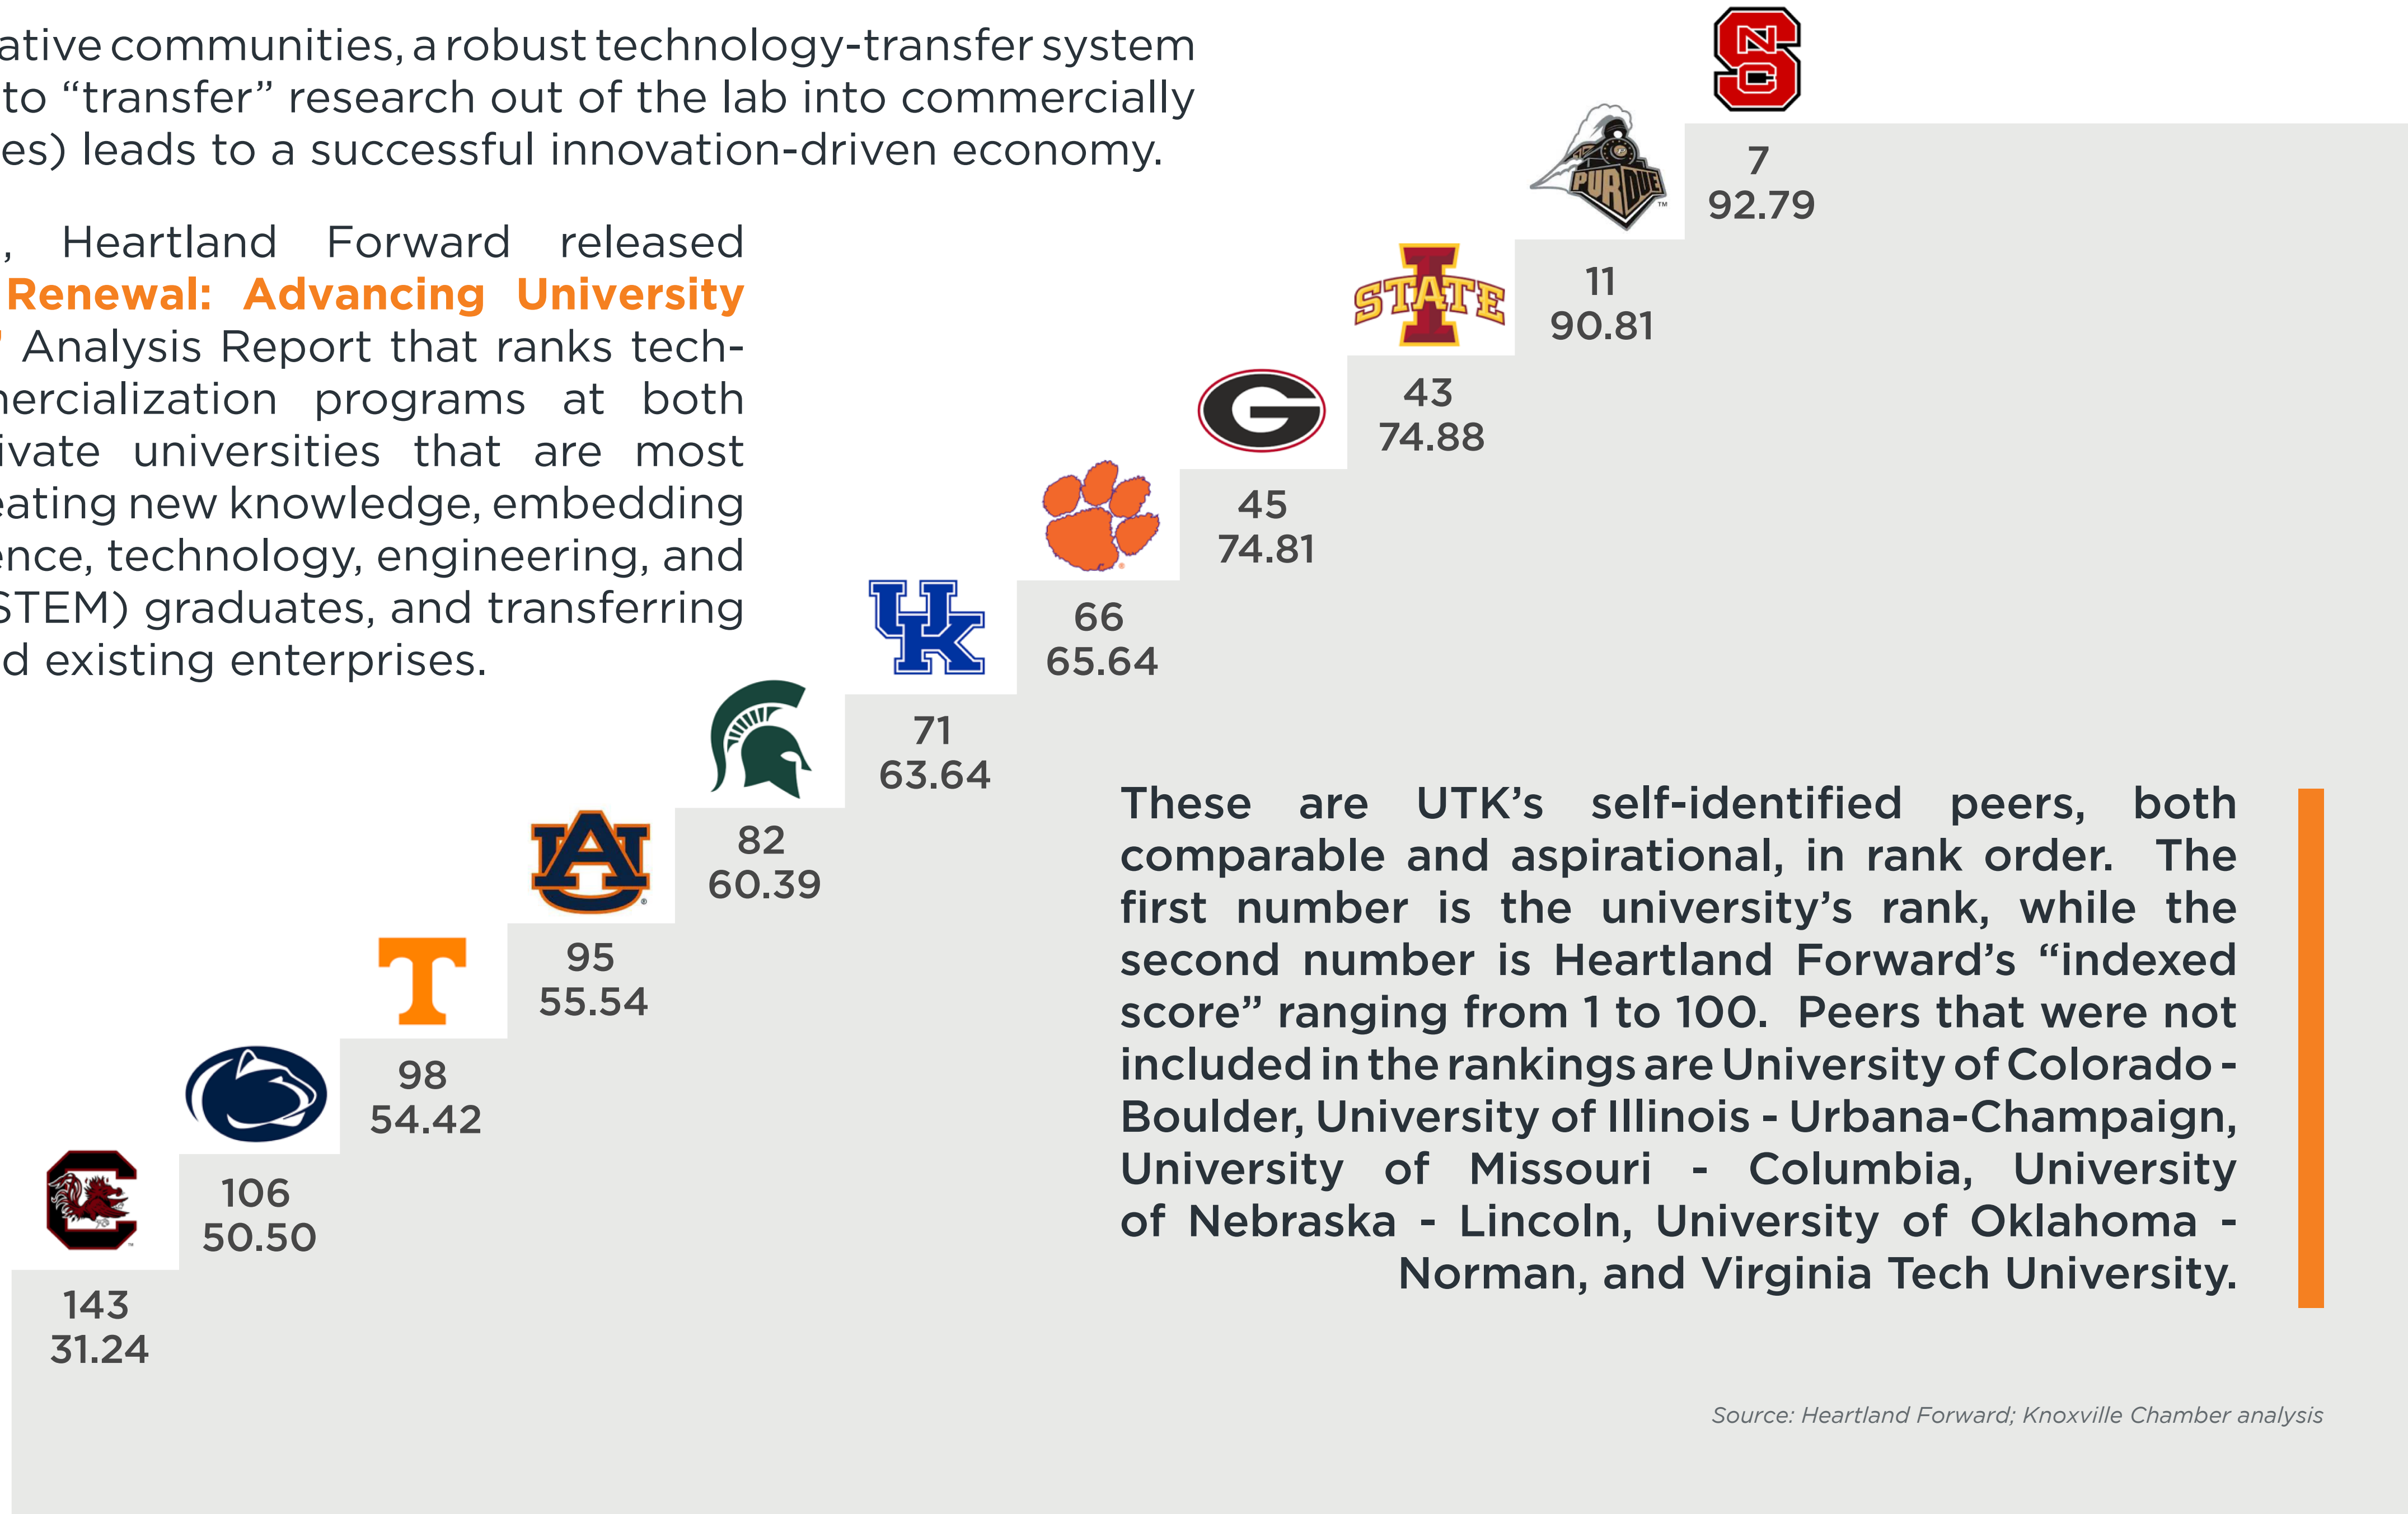 ative communities, a robust technology-transfer system
to “transfer” research out of the lab into commercially
es) leads to a successful innovation-driven economy.
, Heartland Forward released
Renewal: Advancing University
” Analysis Report that ranks tech-
ercialization programs at both
ivate universities that are most
eating new knowledge, embedding
ence, technology, engineering, and
STEM) graduates, and transferring
d existing enterprises.
7
92.79
PURDUE
TM
11
90.81
STATE
43
74.88
G
45
74.81
66
65.64
UK
71
63.64
82
60.39
AU
95
55.54
T
98
54.42
106
50.50
C
143
31.24
These are UTK’s self-identified peers, both
comparable and aspirational, in rank order. The
first number is the university’s rank, while the
second number is Heartland Forward’s “indexed
score” ranging from 1 to 100. Peers that were not
included in the rankings are University of Colorado -
Boulder, University of Illinois - Urbana-Champaign,
University of Missouri - Columbia, University
of Nebraska - Lincoln, University of Oklahoma -
Norman, and Virginia Tech University.
Source: Heartland Forward; Knoxville Chamber analysis
NCS